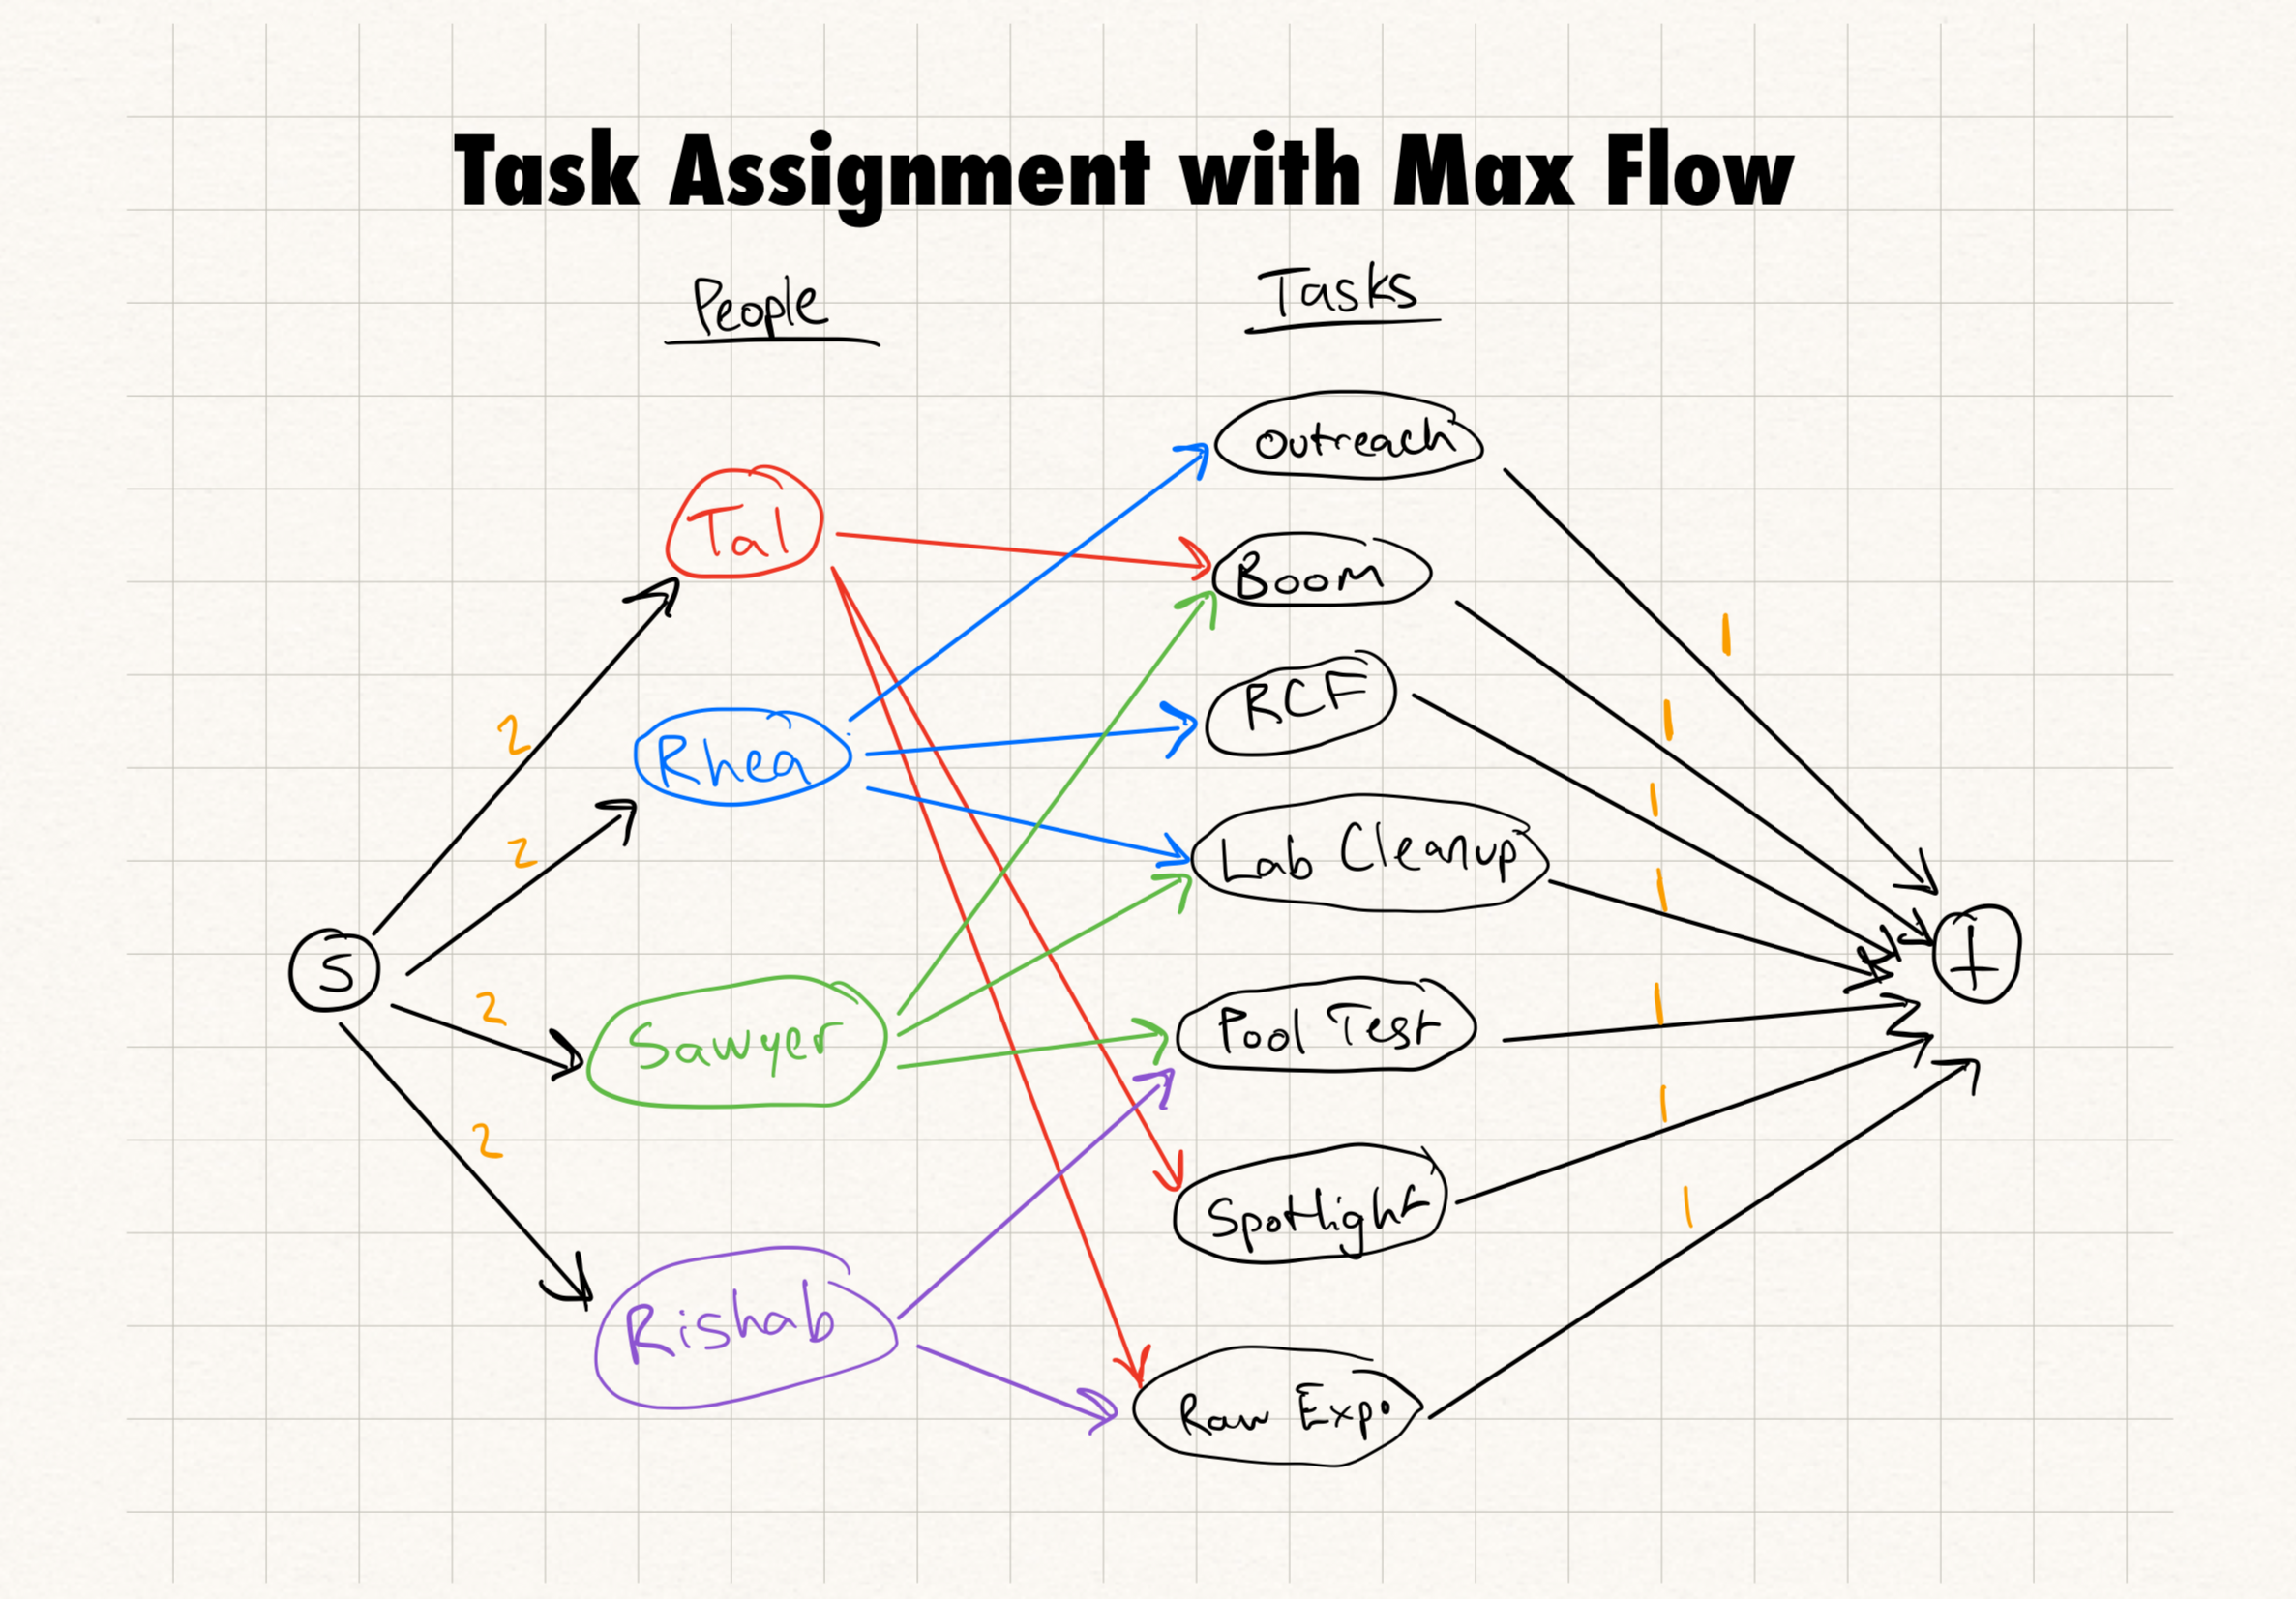 Task Assignment with Max Flow
People
Tasks
Outreach
Tal
Boom
1
RCF
1
2
Rhea
1
2
Lab Cleanup
1
S
t
2
Sawyer
Pool Test
1
2
1
Spotlight
1
Rishab
Raw Expo